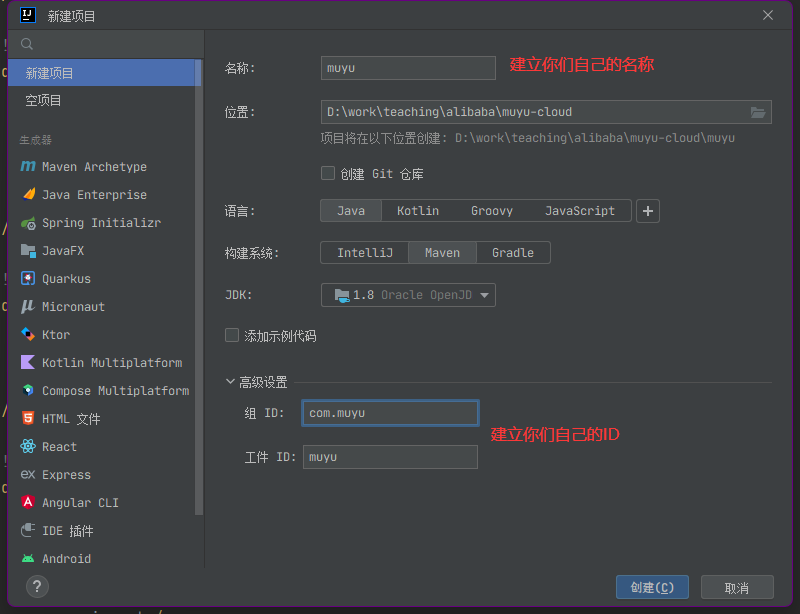 新建项目
新建项目
空项目
生成器
Maven Archetype
Java Enterprise
Spring Initializr
JavaFX
Quarkus
Micronaut
Ktor
Kotlin Multiplatform
Compose Multiplatform
HTML 文件
React
Express
Angular CLI
IDE 插件
Android
名称: muyu 建立你们自己的名称
位置: D:\work\teaching\alibaba\muyu-cloud
项目将在以下位置创建: D:\work\teaching\alibaba\muyu-cloud\muyu
创建 Git 仓库
语言: Java Kotlin Groovy JavaScript +
构建系统: IntelliJ Maven Gradle
JDK: 1.8 Oracle OpenJD
添加示例代码
高级设置
组 ID: com.muyu
建立你们自己的ID
工件 ID: muyu
? 创建(C) 取消